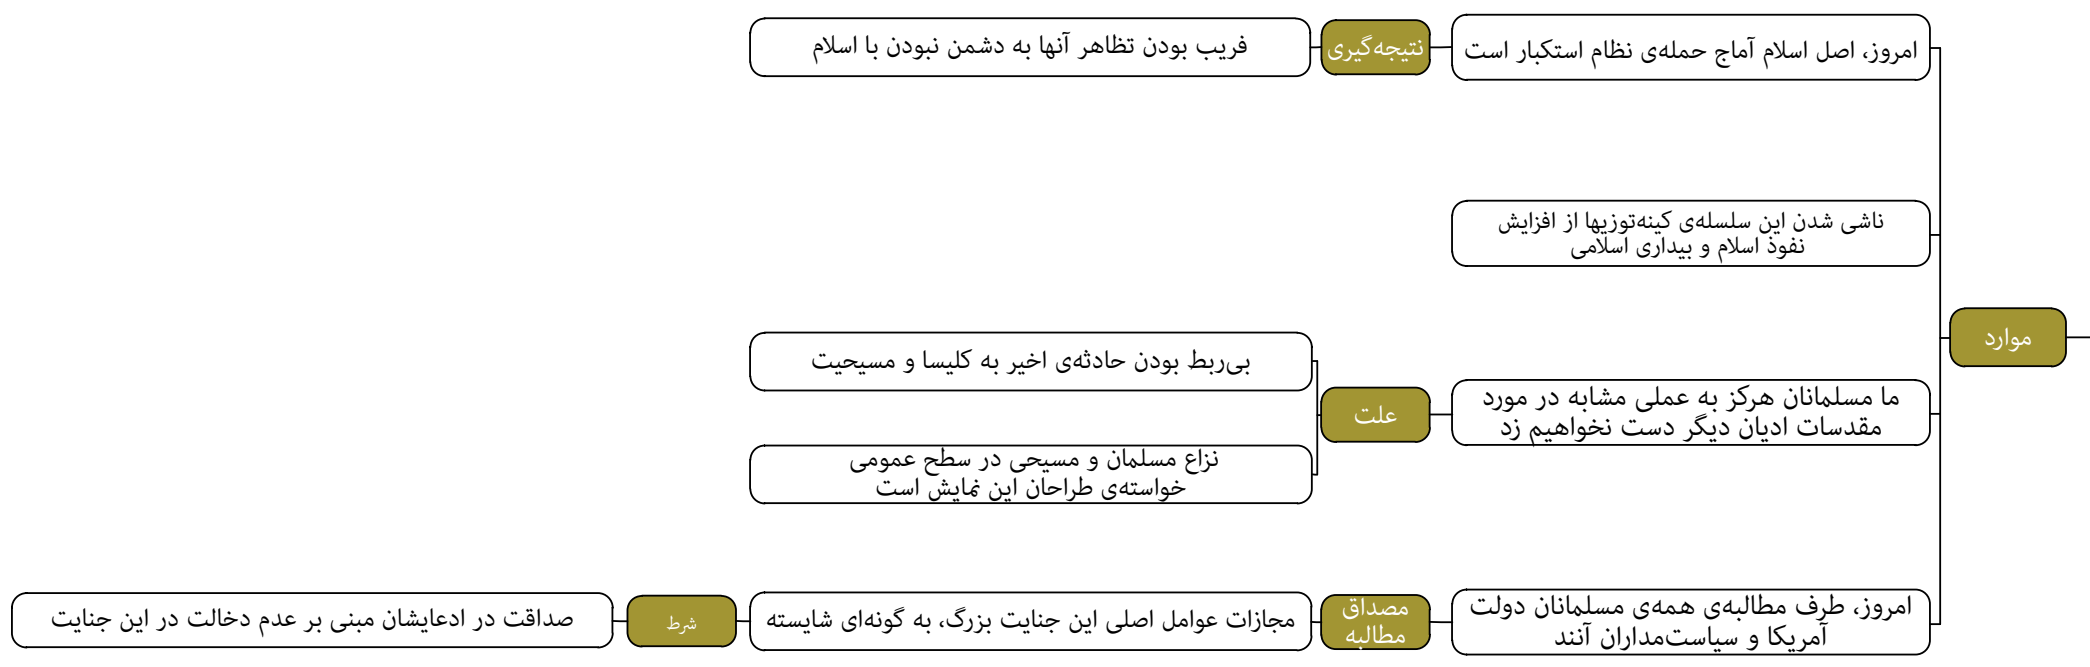 موارد
امروز، اصل اسلام آماج حمله‌ی نظام استکبار است
نتیجه‌گیری
فریب بودن تظاهر آنها به دشمن نبودن با اسلام
ناشی شدن این سلسله‌ی کینه‌توزیها از افزایش
نفوذ اسلام و بیداری اسلامی
ما مسلمانان هرکز به عملی مشابه در مورد
مقدسات ادیان دیگر دست نخواهیم زد
علت
بی‌ربط بودن حادثه‌ی اخیر به کلیسا و مسیحیت
نزاع مسلمان و مسیحی در سطح عمومی
خواسته‌ی طراحان این نمایش است
امروز، طرف مطالبه‌ی همه‌ی مسلمانان دولت
آمریکا و سیاست‌مداران آنند
مصداق
مطالبه
مجازات عوامل اصلی این جنایت بزرگ، به گونه‌ای شایسته
شرط
صداقت در ادعایشان مبنی بر عدم دخالت در این جنایت